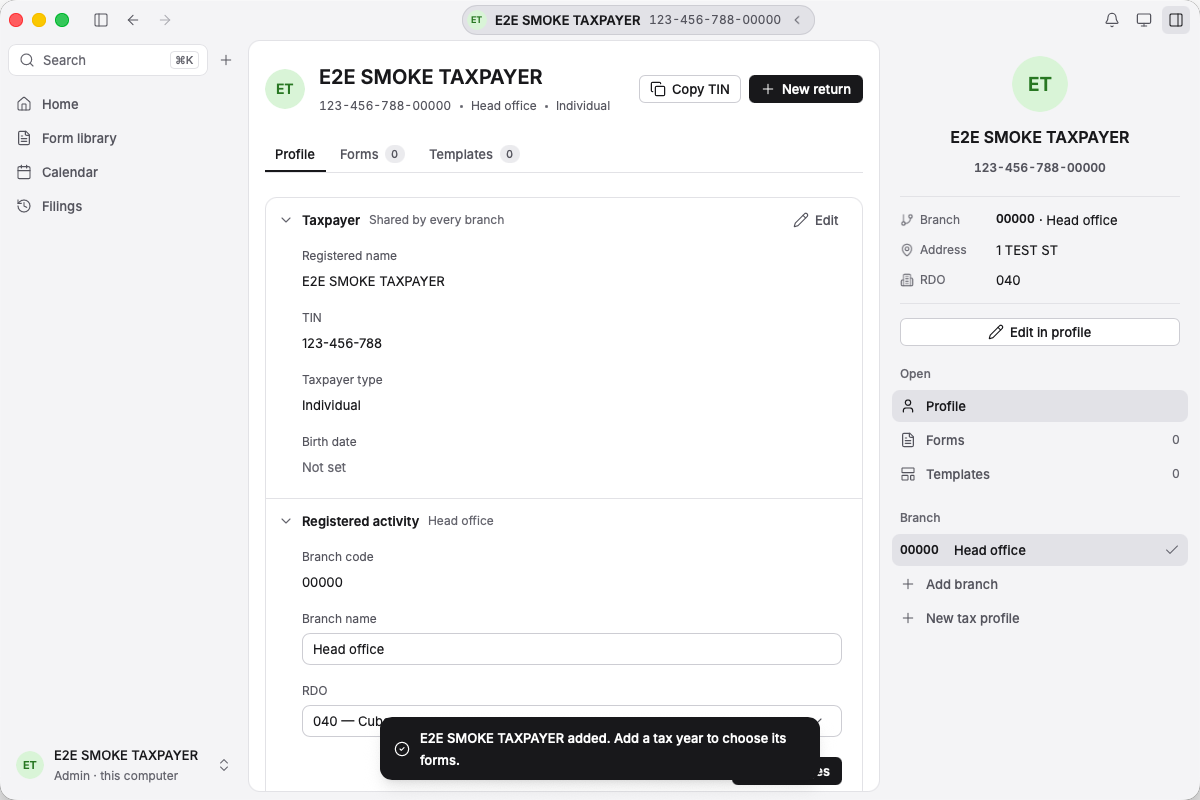 ET E2E SMOKE TAXPAYER 123-456-788-00000
Search ⌘K
Home
Form library
Calendar
Filings
ET
E2E SMOKE TAXPAYER
Admin · this computer
ET
E2E SMOKE TAXPAYER
123-456-788-00000 • Head office • Individual
Copy TIN
New return
Profile Forms 0 Templates 0
Taxpayer Shared by every branch Edit
Registered name
E2E SMOKE TAXPAYER
TIN
123-456-788
Taxpayer type
Individual
Birth date
Not set
Registered activity Head office
Branch code
00000
Branch name
Head office
RDO
040 — Cub
E2E SMOKE TAXPAYER added. Add a tax year to choose its
forms.
ET
E2E SMOKE TAXPAYER
123-456-788-00000
Branch 00000 · Head office
Address 1 TEST ST
RDO 040
Edit in profile
Open
Profile
Forms 0
Templates 0
Branch
00000 Head office
Add branch
New tax profile